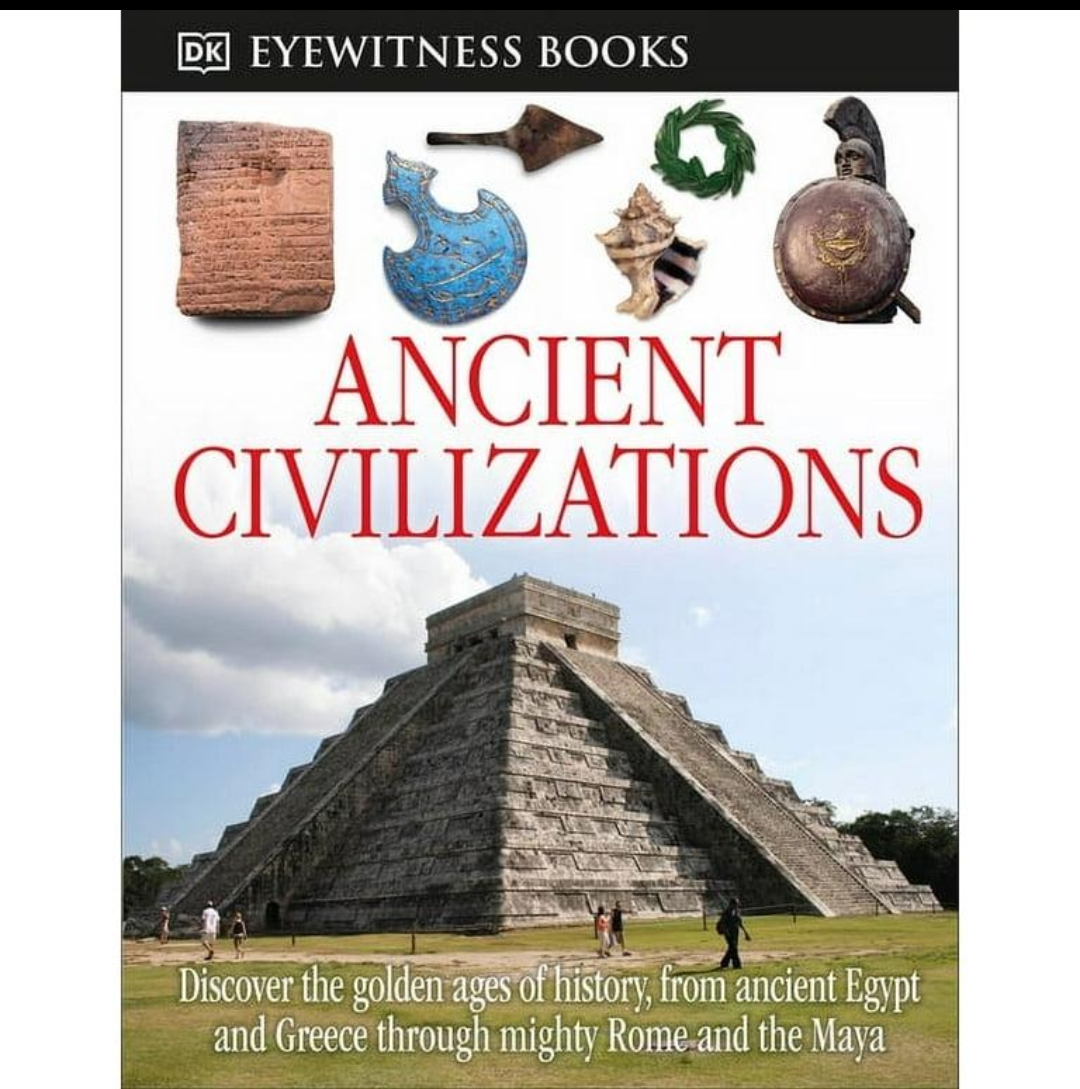 DK EYEWITNESS BOOKS
ANCIENT
CIVILIZATIONS
Discover the golden ages of history, from ancient Egypt
and Greece through mighty Rome and the Maya